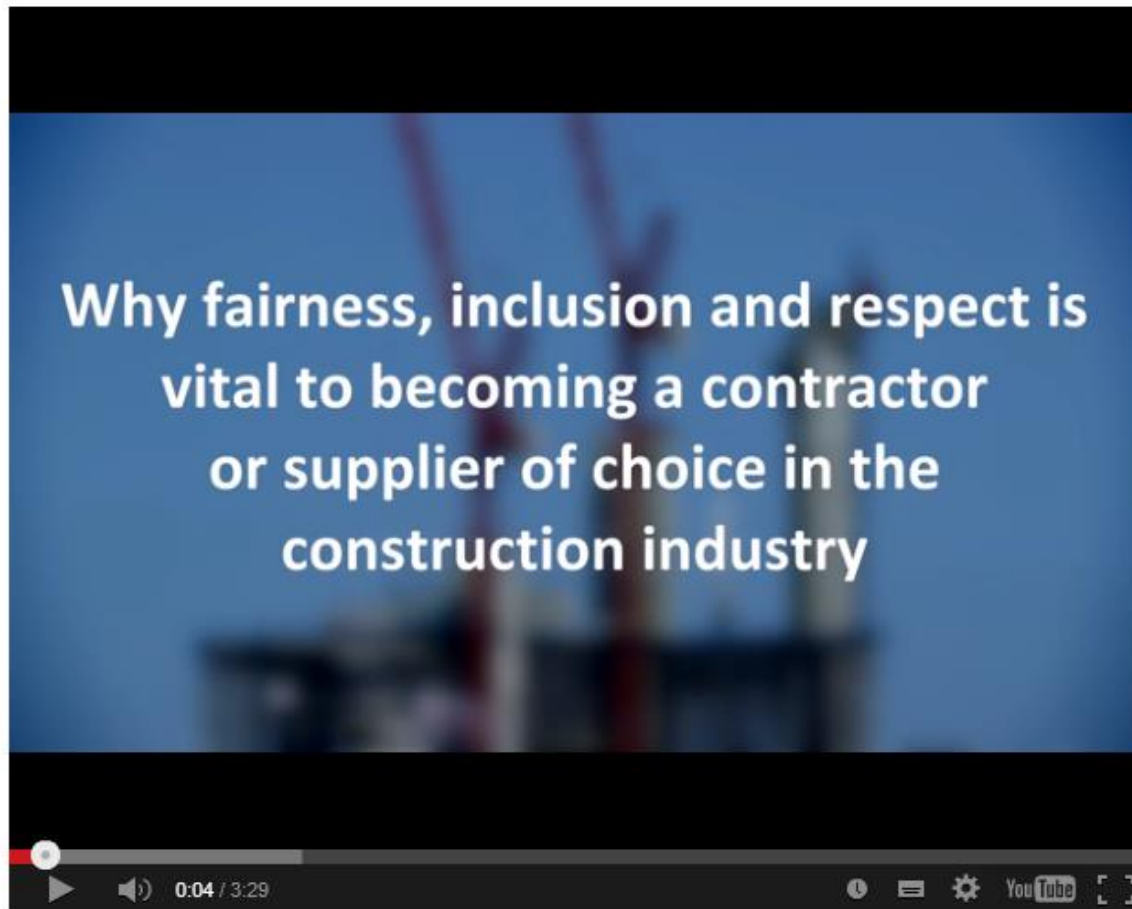 Why fairness, inclusion and respect is
vital to becoming a contractor
or supplier of choice in the
construction industry
0:04 / 3:29
YouTube